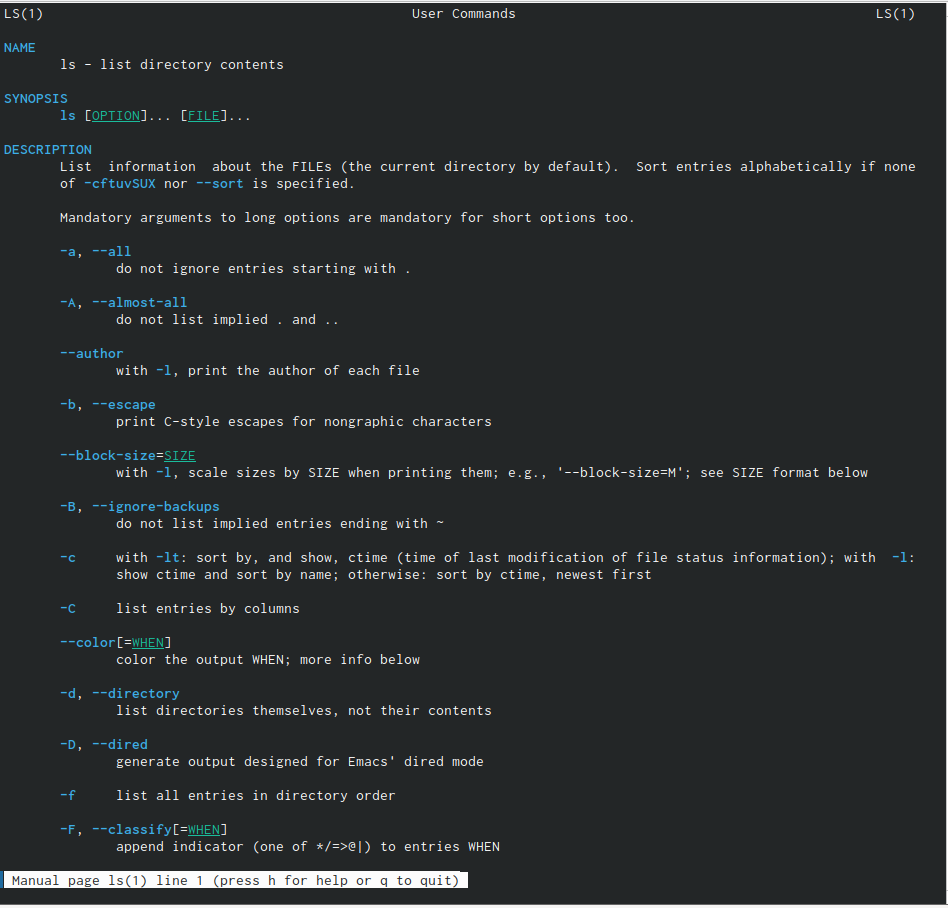 LS(1) User Commands LS(1)
NAME
ls - list directory contents
SYNOPSIS
ls [OPTION]... [FILE]...
DESCRIPTION
List information about the FILEs (the current directory by default). Sort entries alphabetically if none
of -cftuvSUX nor --sort is specified.
Mandatory arguments to long options are mandatory for short options too.
-a, --all
do not ignore entries starting with .
-A, --almost-all
do not list implied . and ..
--author
with -l, print the author of each file
-b, --escape
print C-style escapes for nongraphic characters
--block-size=SIZE
with -l, scale sizes by SIZE when printing them; e.g., '--block-size=M'; see SIZE format below
-B, --ignore-backups
do not list implied entries ending with ~
-c with -lt: sort by, and show, ctime (time of last modification of file status information); with -l:
show ctime and sort by name; otherwise: sort by ctime, newest first
-C list entries by columns
--color[=WHEN]
color the output WHEN; more info below
-d, --directory
list directories themselves, not their contents
-D, --dired
generate output designed for Emacs' dired mode
-f list all entries in directory order
-F, --classify[=WHEN]
append indicator (one of */=>@|) to entries WHEN
Manual page ls(1) line 1 (press h for help or q to quit)